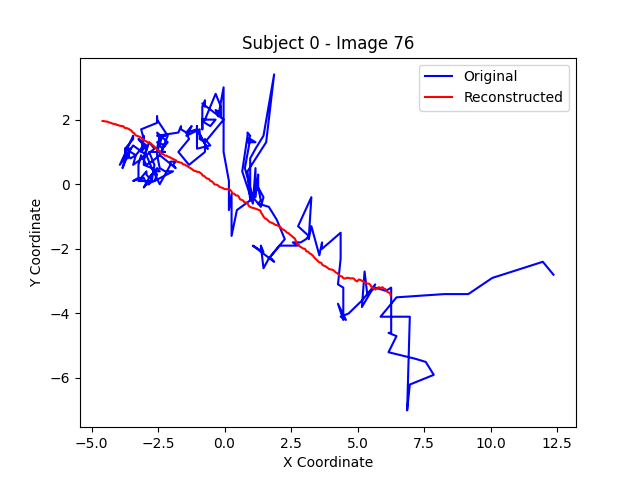 Subject 0 - Image 76
Original
Reconstructed
2
0
−2
−4
−6
Y Coordinate
−5.0 −2.5 0.0 2.5 5.0 7.5 10.0 12.5
X Coordinate